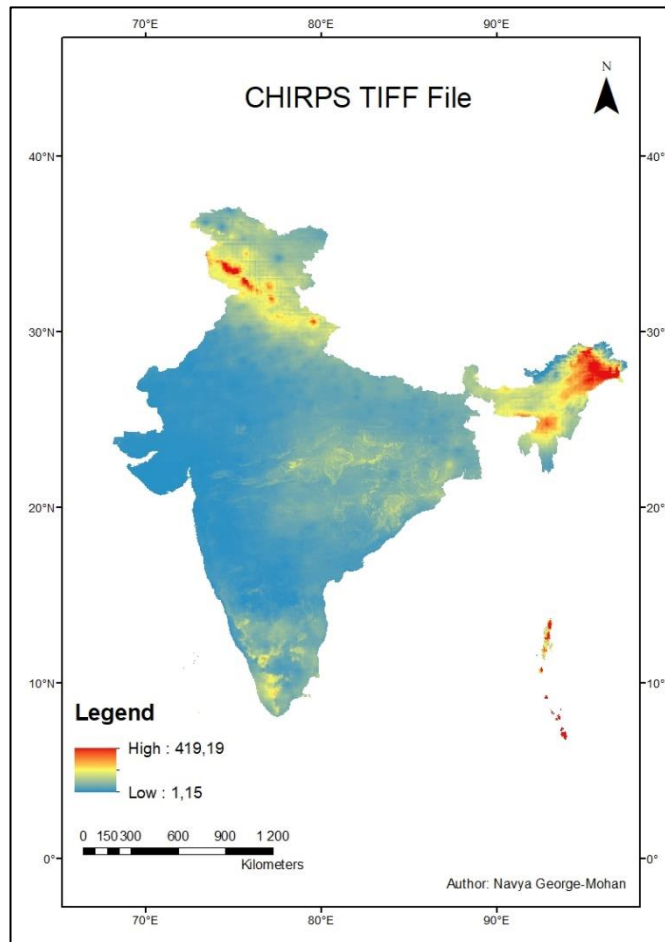 70°E 80°E 90°E
N
CHIRPS TIFF File
40°N 40°N
30°N 30°N
20°N 20°N
10°N 10°N
Legend
High : 419,19
Low : 1,15
0 150 300 600 900 1 200
Kilometers
0° 0°
Author: Navya George-Mohan
70°E 80°E 90°E